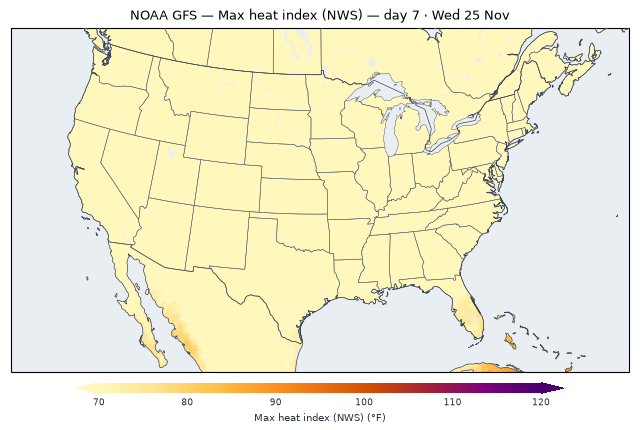 NOAA GFS — Max heat index (NWS) — day 7 · Wed 25 Nov
70 80 90 100 110 120
Max heat index (NWS) (°F)